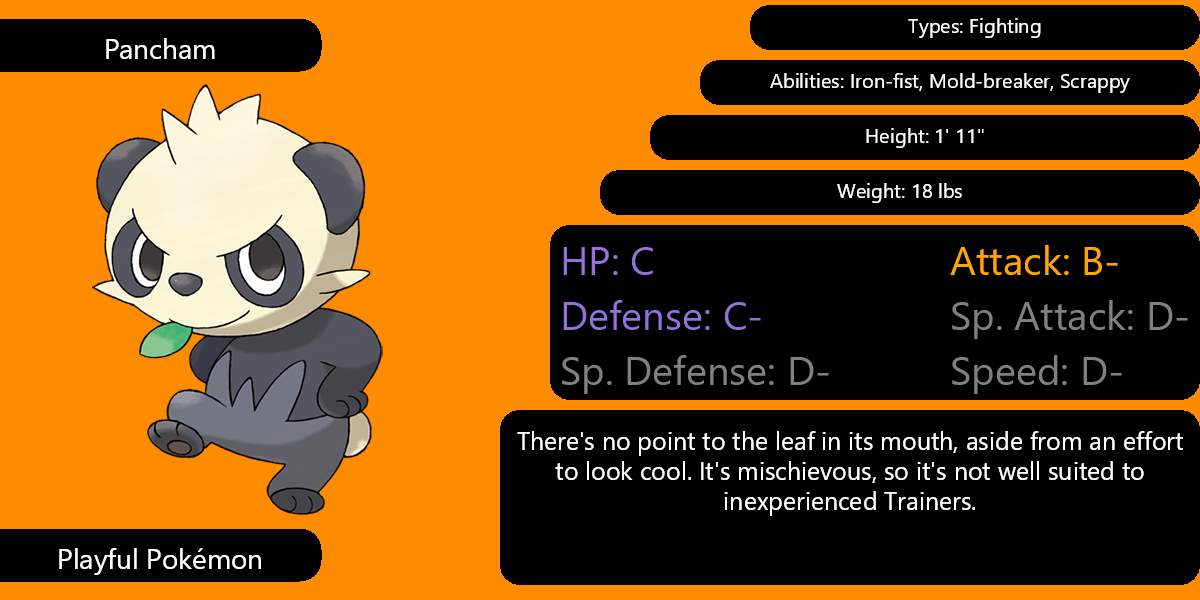 Pancham
Types: Fighting
Abilities: Iron-fist, Mold-breaker, Scrappy
Height: 1' 11"
Weight: 18 lbs
HP: C
Attack: B-
Defense: C-
Sp. Attack: D-
Sp. Defense: D-
Speed: D-
There's no point to the leaf in its mouth, aside from an effort
to look cool. It's mischievous, so it's not well suited to
inexperienced Trainers.
Playful Pokémon